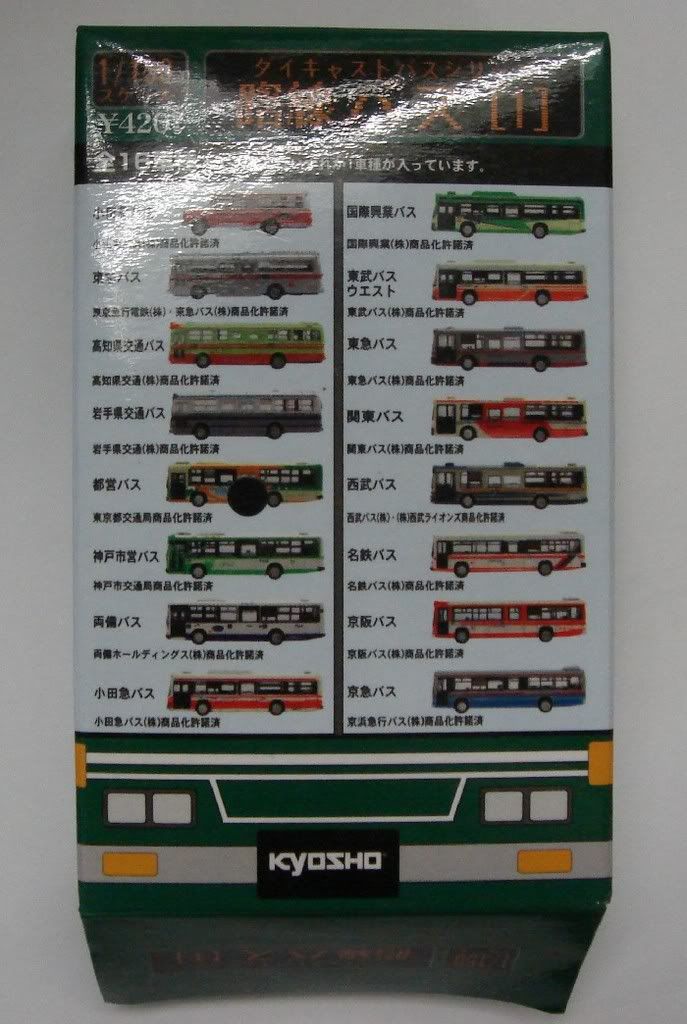 ダイキャストバスシリ
路線バス [1]
スケール
¥420
全16
車種が入っています。
高知県交通バス
高知県交通(株)商品化許諾済
岩手県交通バス
岩手県交通(株)商品化許諾済
都営バス
東京都交通局商品化許諾済
神戸市営バス
神戸市交通局商品化許諾済
両備バス
両備ホールディングス(株)商品化許諾済
小田急バス
小田急バス(株)商品化許諾済
東京急行電鉄(株)・東急バス(株)商品化許諾済
国際興業バス
国際興業(株)商品化許諾済
東武バス
ウエスト
東武バス(株)商品化許諾済
東急バス
東急バス(株)商品化許諾済
関東バス
関東バス(株)商品化許諾済
西武バス
西武バス(株)・(株)西武ライオンズ商品化許諾済
名鉄バス
名鉄バス(株)商品化許諾済
京阪バス
京阪バス(株)商品化許諾済
京急バス
京浜急行バス(株)商品化許諾済
KYOSHO